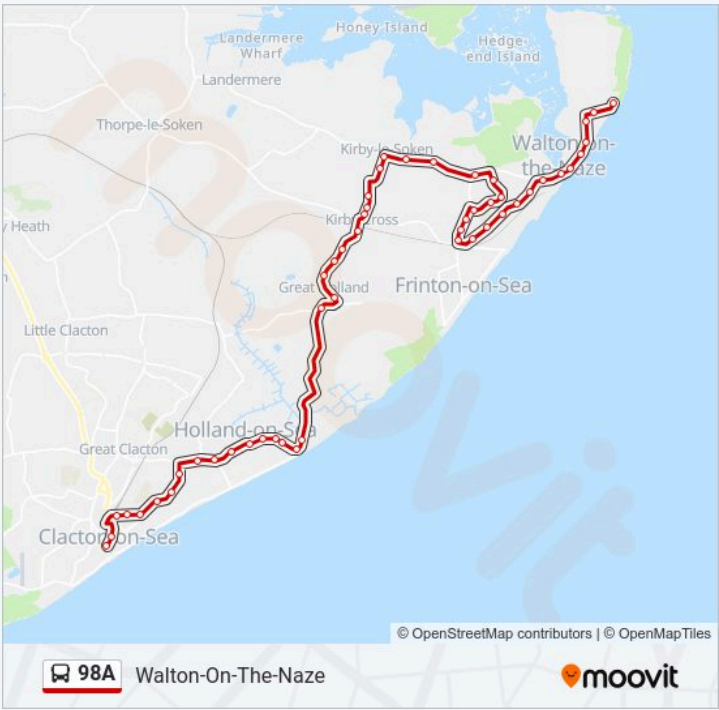 Honey Island
Landermere
Wharf
Hedge-
end Island
Landermere
Thorpe-le-Soken
Walton-on-
the-Naze
Kirby-le-Soken
Kirby Cross
y Heath
Great Holland
Frinton-on-Sea
Little Clacton
Holland-on-Sea
Great Clacton
Clacton-on-Sea
moovit
© OpenStreetMap contributors | © OpenMapTiles
98A Walton-On-The-Naze
moovit